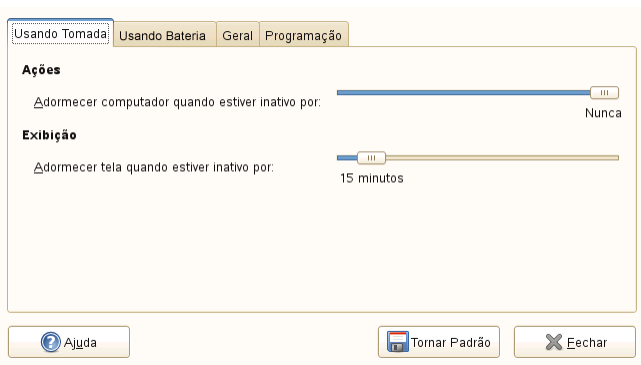 Usando Tomada Usando Bateria Geral Programação
Ações
Adormecer computador quando estiver inativo por:
Nunca
Exibição
Adormecer tela quando estiver inativo por:
15 minutos
Ajuda Tornar Padrão Fechar